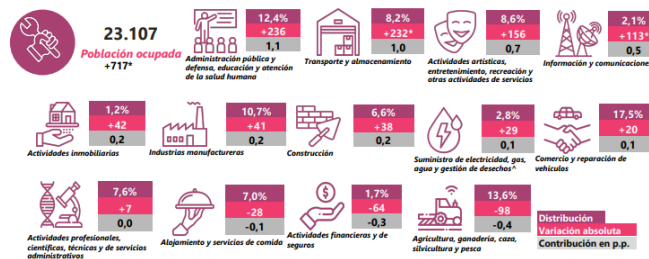 23.107
Población ocupada
+717*
12,4%
+236
1,1
Administración pública y
defensa, educación y atención
de la salud humana
8,2%
+232*
1,0
Transporte y almacenamiento
8,6%
+156
0,7
Actividades artísticas,
entretenimiento, recreación y
otras actividades de servicios
2,1%
+113*
0,5
Información y comunicaciones
1,2%
+42
0,2
Actividades inmobiliarias
10,7%
+41
0,2
Industrias manufactureras
6,6%
+38
0,2
Construcción
2,8%
+29
0,1
Suministro de electricidad, gas,
agua y gestión de desechos^
17,5%
+20
0,1
Comercio y reparación de
vehículos
7,6%
+7
0,0
Actividades profesionales,
científicas, técnicas y de servicios
administrativos
7,0%
-28
-0,1
Alojamiento y servicios de comida
1,7%
-64
-0,3
Actividades financieras y de
seguros
13,6%
-98
-0,4
Agricultura, ganadería, caza,
silvicultura y pesca
Distribución
Variación absoluta
Contribución en p.p.